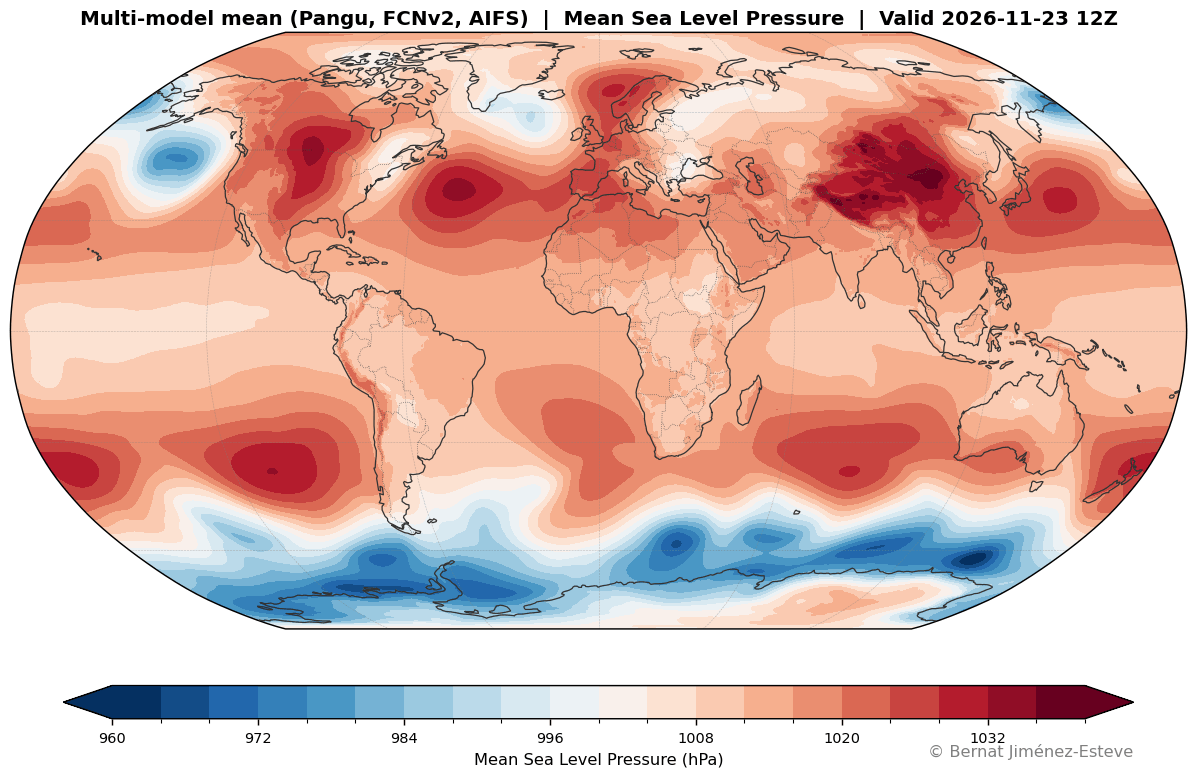 Multi-model mean (Pangu, FCNv2, AIFS)  |  Mean Sea Level Pressure  |  Valid 2026-11-23 12Z
960 972 984 996 1008 1020 1032
Mean Sea Level Pressure (hPa)
© Bernat Jiménez-Esteve